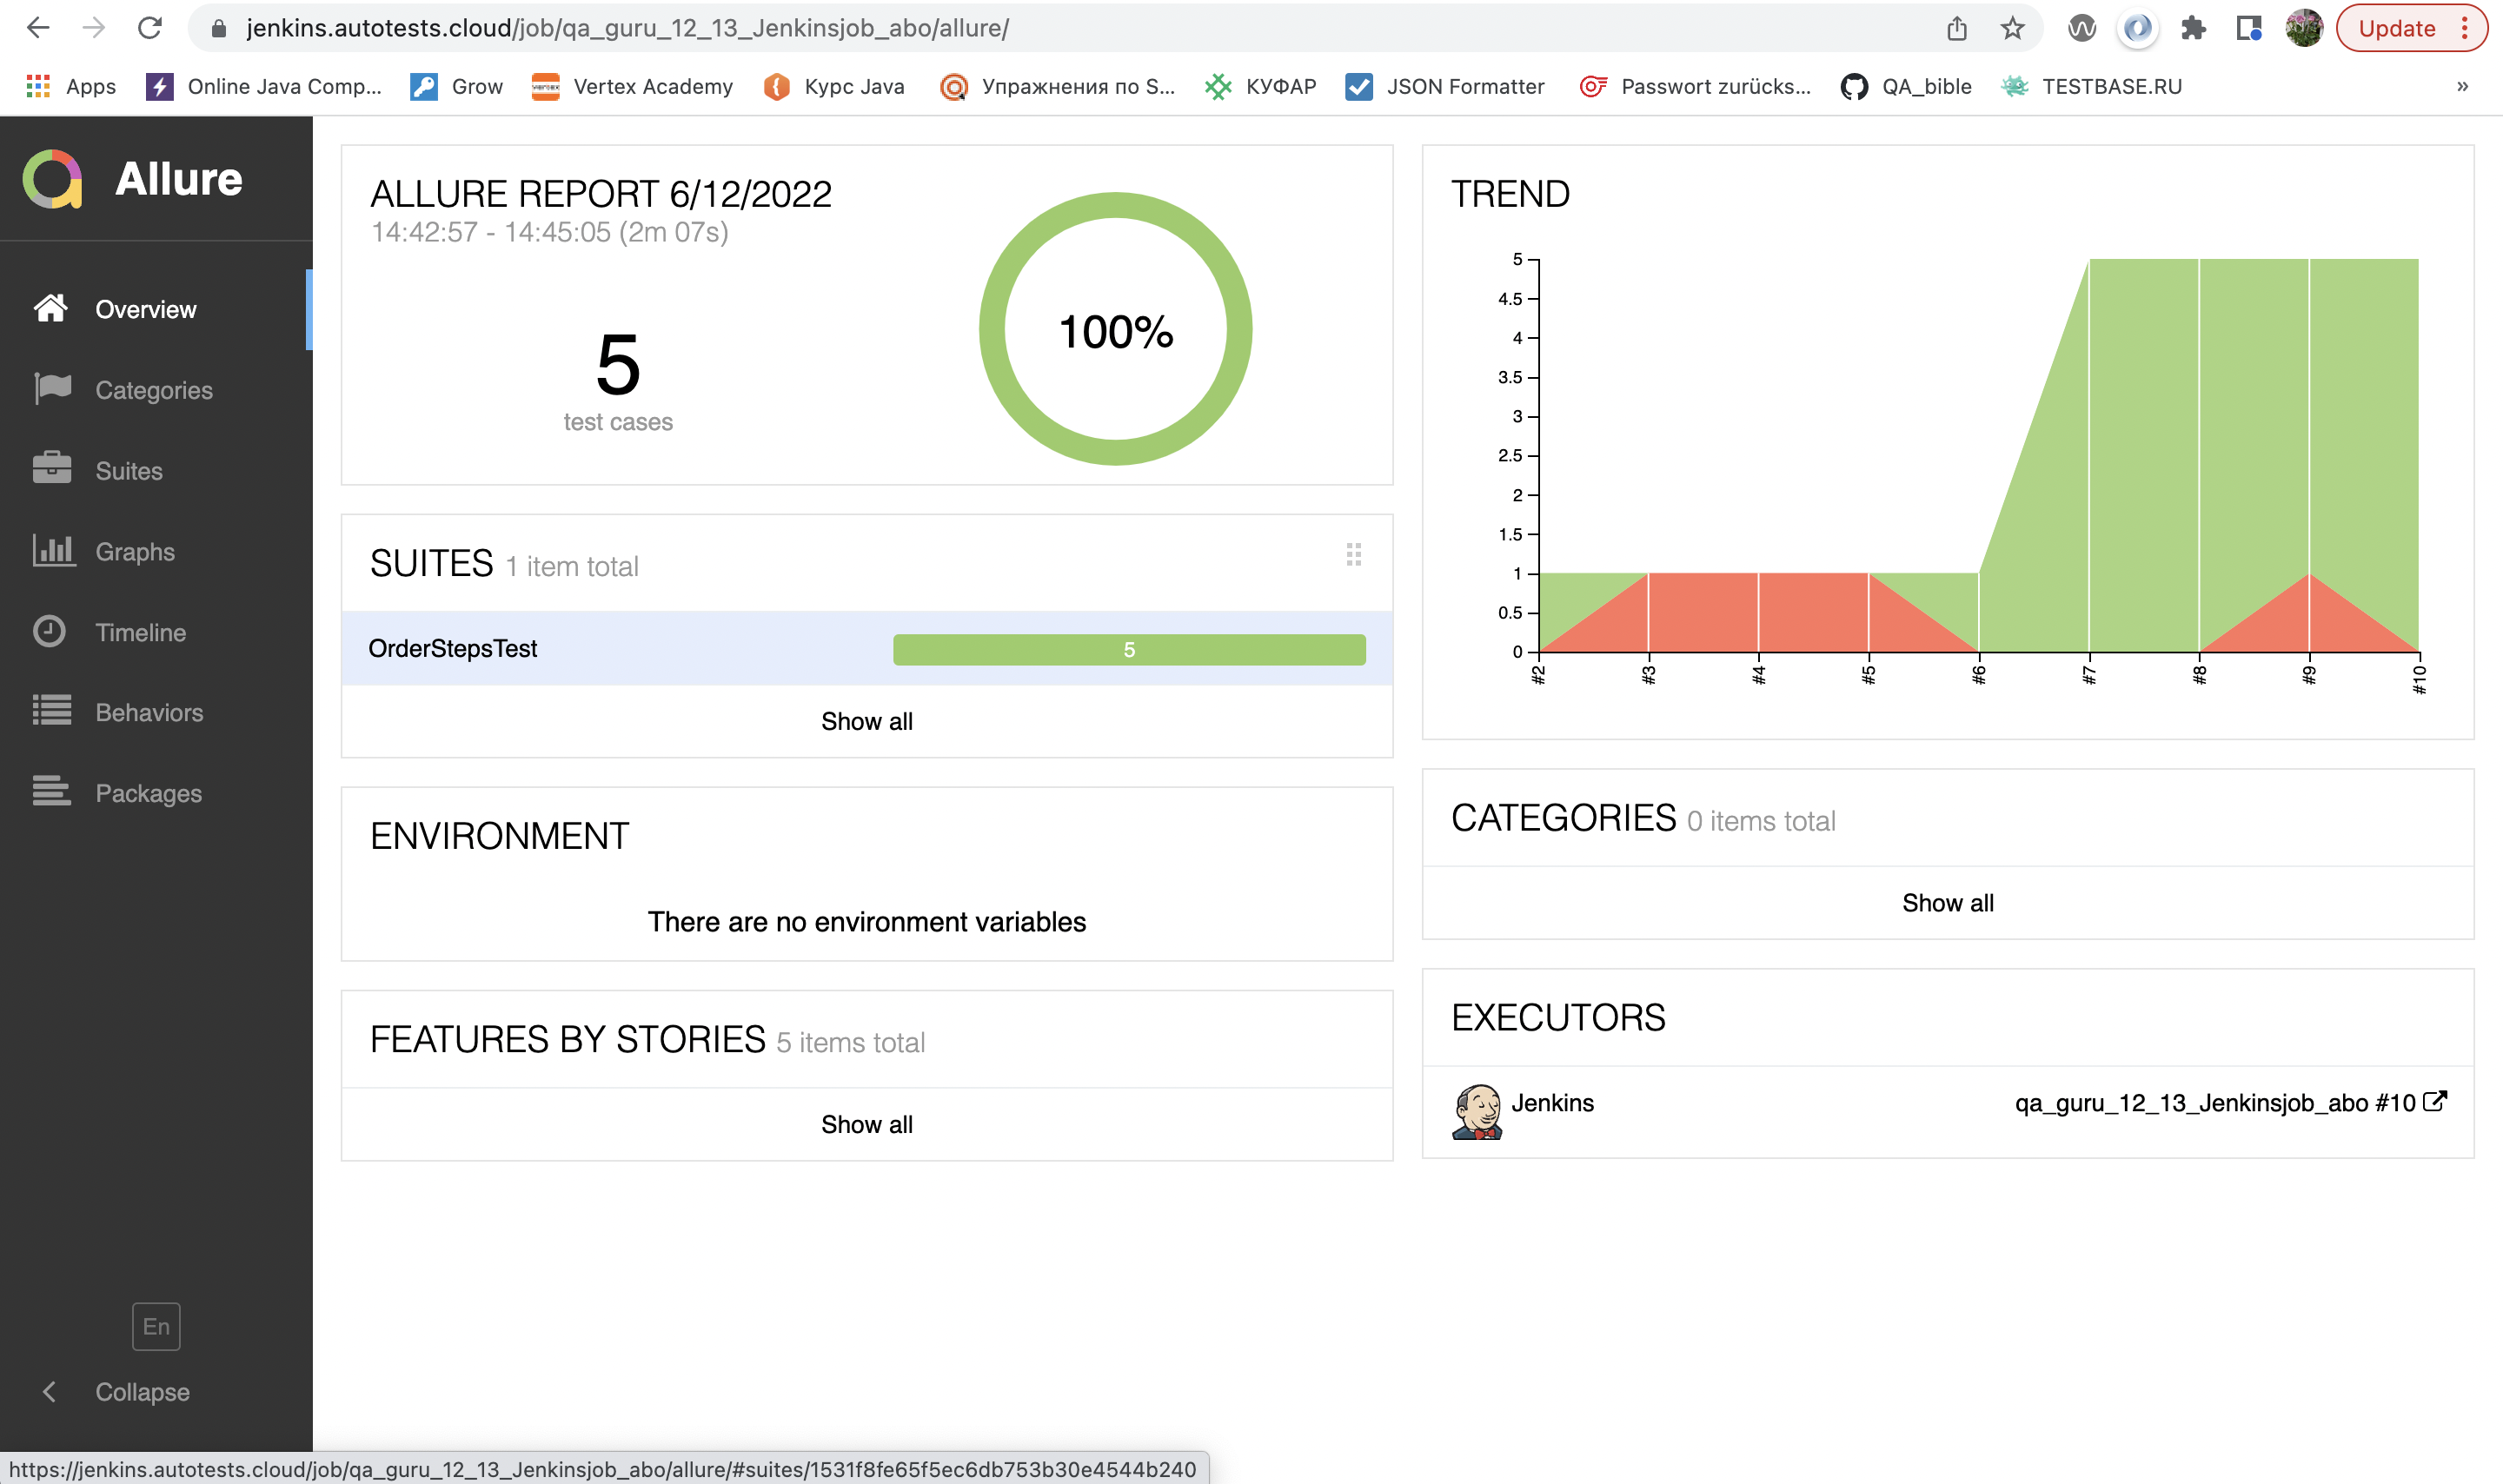 jenkins.autotests.cloud/job/qa_guru_12_13_Jenkinsjob_abo/allure/
Update
Apps
Online Java Comp...
Grow
Vertex Academy
Курс Java
Упражнения по S...
КУФАР
JSON Formatter
Passwort zurücks...
QA_bible
TESTBASE.RU
»
Allure
Overview
Categories
Suites
Graphs
Timeline
Behaviors
Packages
En
Collapse
ALLURE REPORT 6/12/2022
14:42:57 - 14:45:05 (2m 07s)
5
test cases
100%
SUITES 1 item total
OrderStepsTest 5
Show all
ENVIRONMENT
There are no environment variables
FEATURES BY STORIES 5 items total
Show all
TREND
5
4.5
4
3.5
3
2.5
2
1.5
1
0.5
0
#2 #3 #4 #5 #6 #7 #8 #9 #10
CATEGORIES 0 items total
Show all
EXECUTORS
Jenkins qa_guru_12_13_Jenkinsjob_abo #10
https://jenkins.autotests.cloud/job/qa_guru_12_13_Jenkinsjob_abo/allure/#suites/1531f8fe65f5ec6db753b30e4544b240